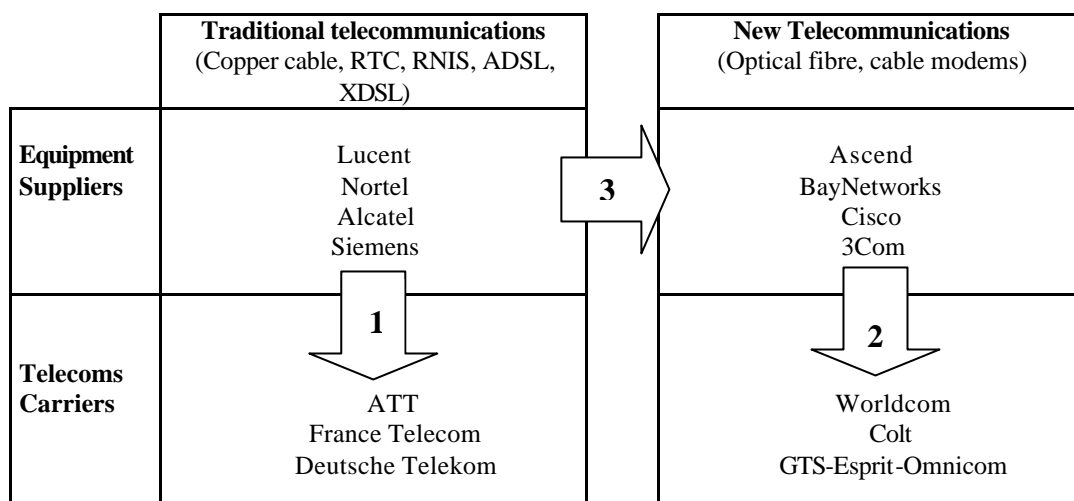 Traditional telecommunications
(Copper cable, RTC, RNIS, ADSL,
XDSL)
New Telecommunications
(Optical fibre, cable modems)
Equipment
Suppliers
Lucent
Nortel
Alcatel
Siemens
3
Ascend
BayNetworks
Cisco
3Com
1
2
Telecoms
Carriers
ATT
France Telecom
Deutsche Telekom
Worldcom
Colt
GTS-Esprit-Omnicom